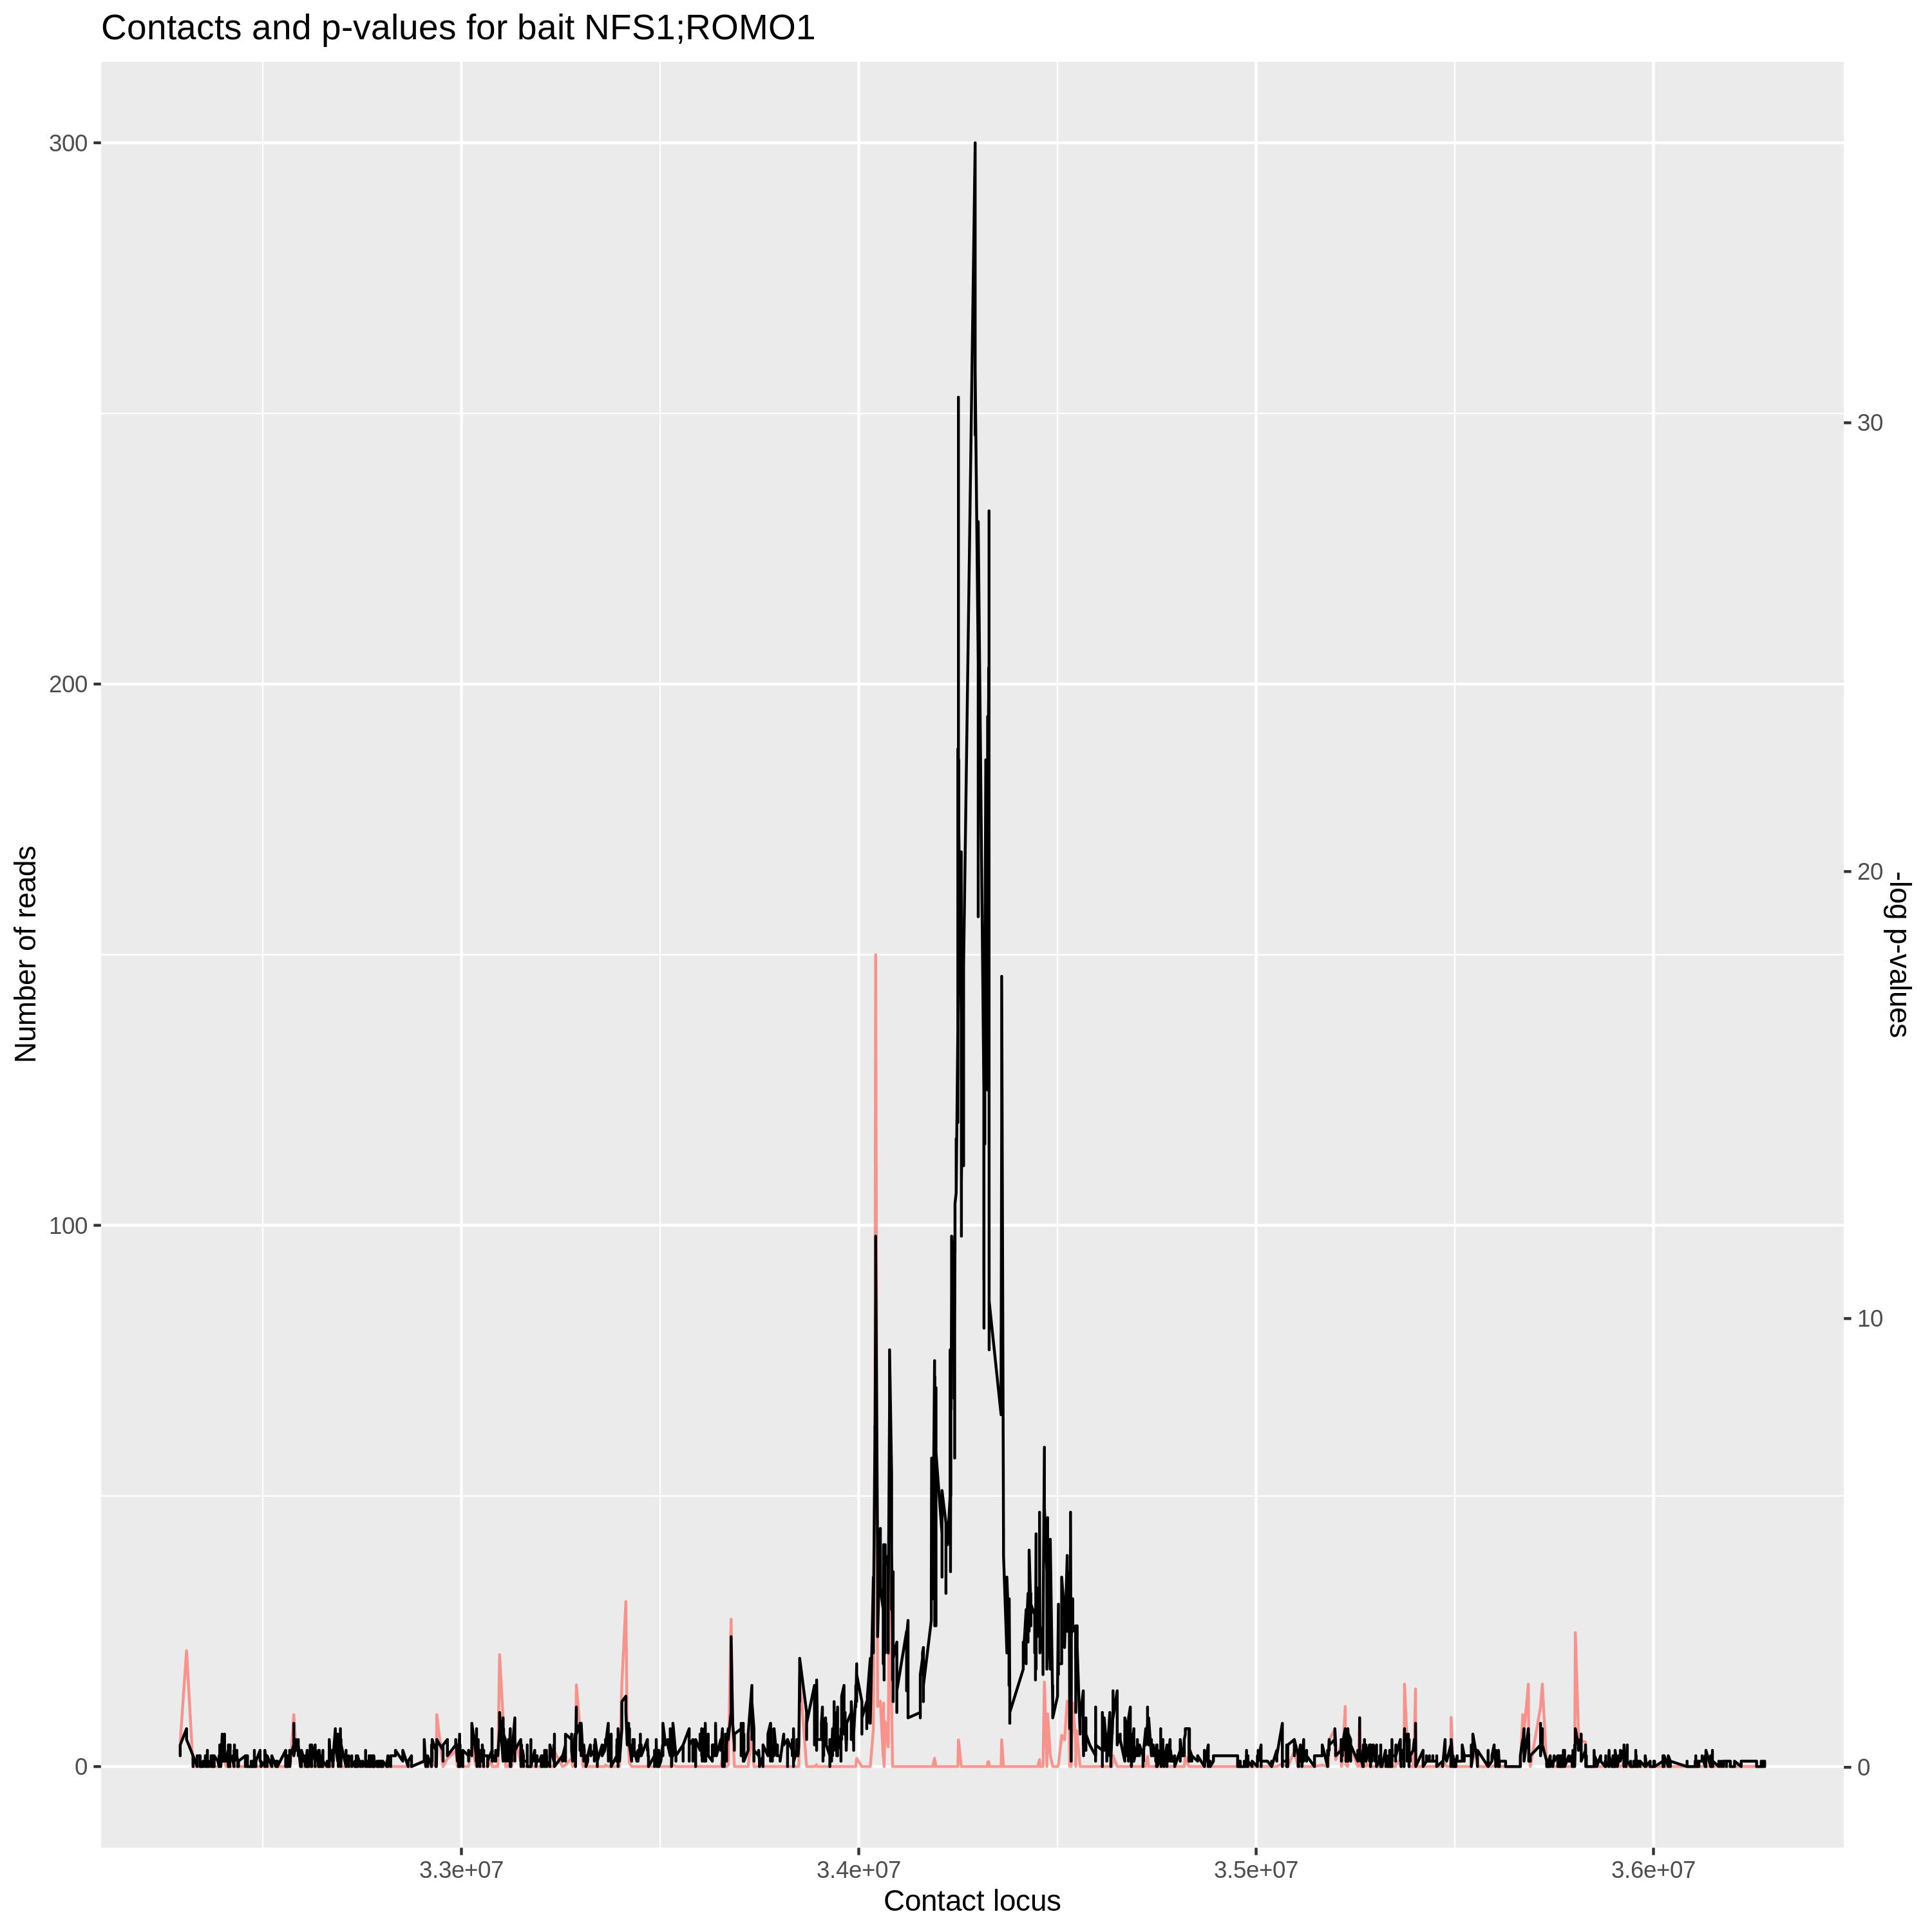 Contacts and p-values for bait NFS1;ROMO1
300
200
100
0
Number of reads
30
20
10
0
-log p-values
3.3e+07 3.4e+07 3.5e+07 3.6e+07
Contact locus